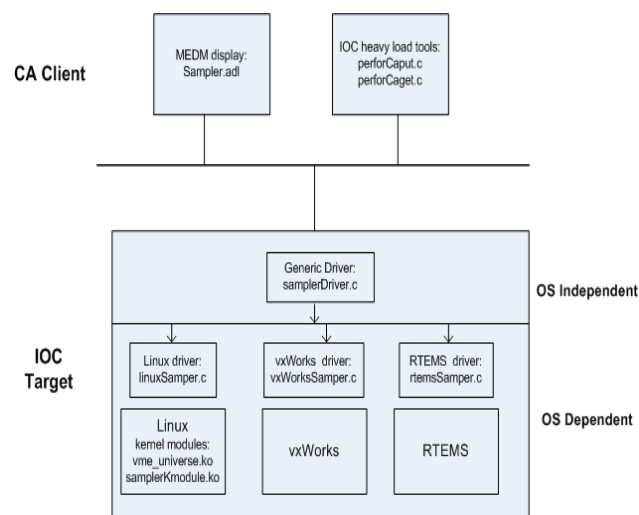 MEDM display:
Sampler.adl
IOC heavy load tools:
perforCaput.c
perforCaget.c
CA Client
Generic Driver:
samplerDriver.c
OS Independent
IOC
Target
Linux driver:
linuxSamper.c
vxWorks driver:
vxWorksSamper.c
RTEMS driver:
rtemsSamper.c
OS Dependent
Linux
kernel modules:
vme_universe.ko
samplerKmodule.ko
vxWorks
RTEMS